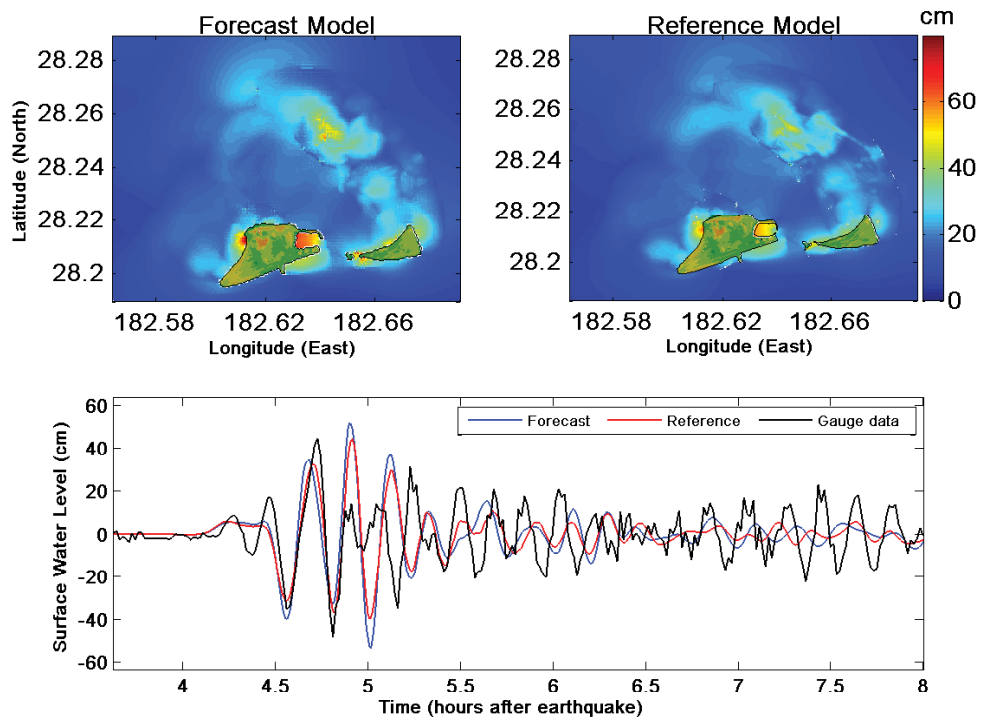 Forecast Model
Reference Model
cm
28.28
28.26
28.24
28.22
28.2
Latitude (North)
182.58 182.62 182.66
Longitude (East)
28.28
28.26
28.24
28.22
28.2
182.58 182.62 182.66
Longitude (East)
60
40
20
0
60
40
20
0
-20
-40
-60
Surface Water Level (cm)
Forecast Reference Gauge data
4 4.5 5 5.5 6 6.5 7 7.5 8
Time (hours after earthquake)